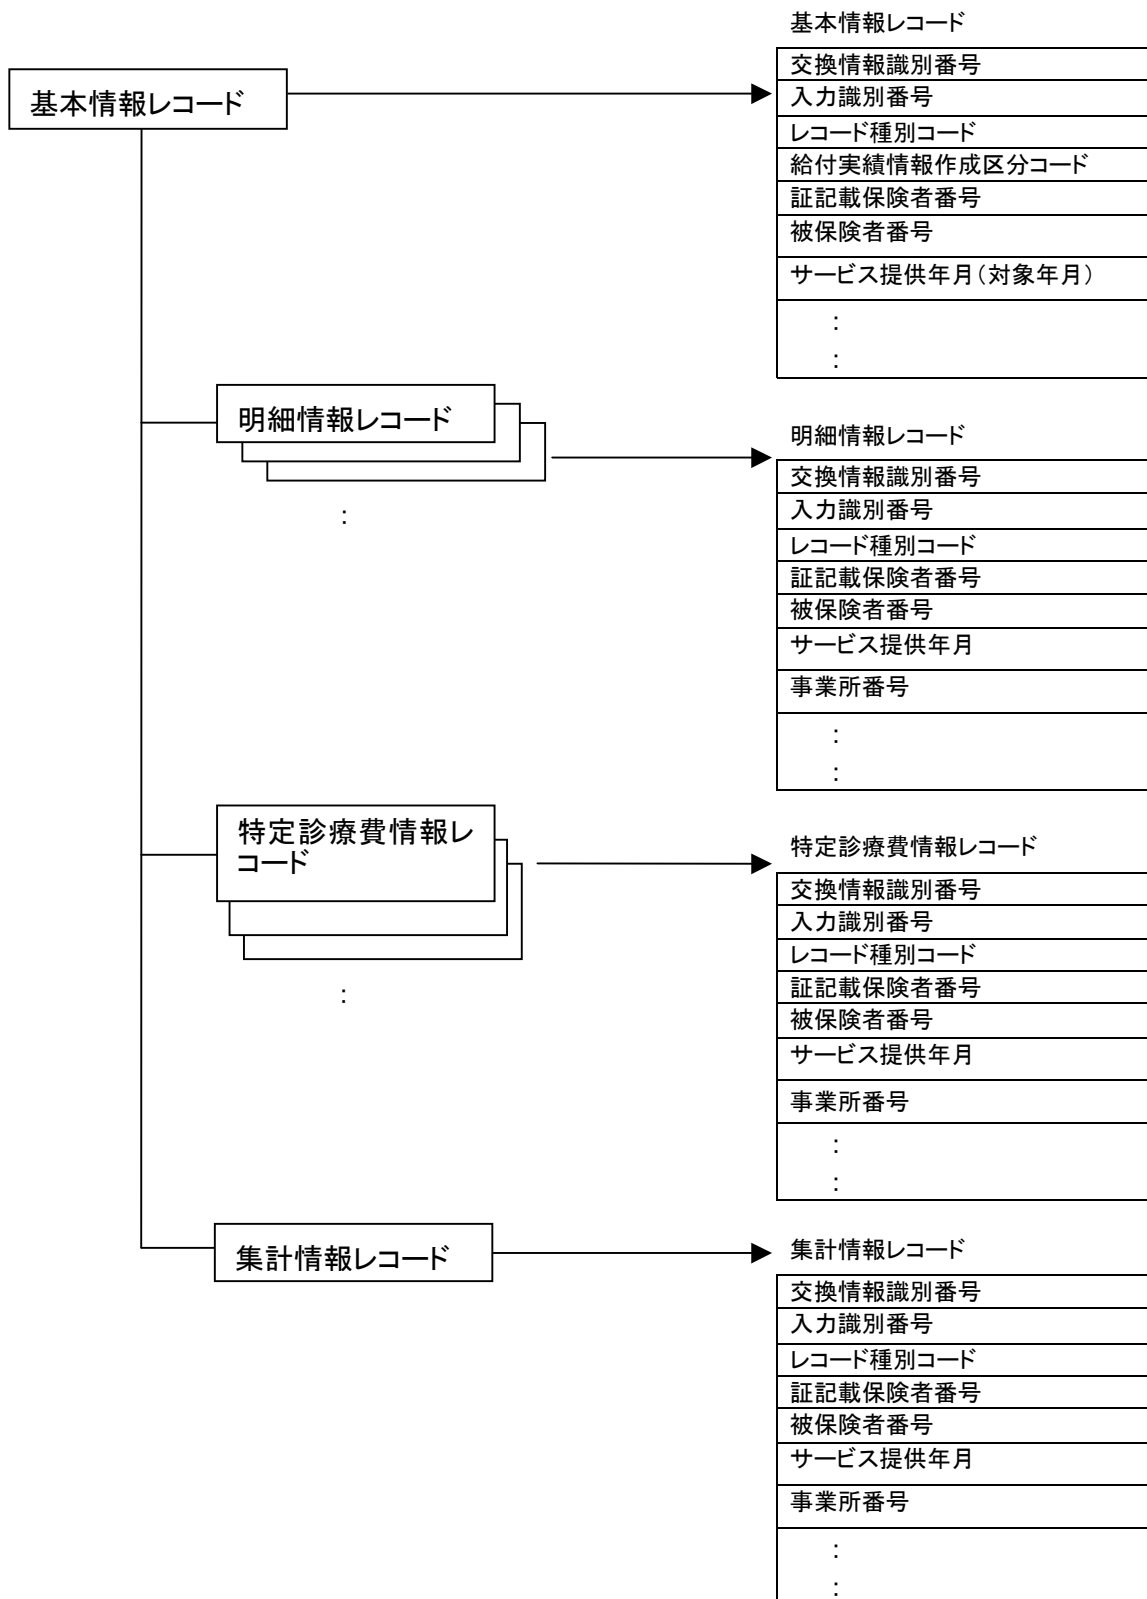 基本情報レコード
基本情報レコード
交換情報識別番号
入力識別番号
レコード種別コード
給付実績情報作成区分コード
証記載保険者番号
被保険者番号
サービス提供年月(対象年月)
:
:
明細情報レコード
:
明細情報レコード
交換情報識別番号
入力識別番号
レコード種別コード
証記載保険者番号
被保険者番号
サービス提供年月
事業所番号
:
:
特定診療費情報レ
コード
:
特定診療費情報レコード
交換情報識別番号
入力識別番号
レコード種別コード
証記載保険者番号
被保険者番号
サービス提供年月
事業所番号
:
:
集計情報レコード
集計情報レコード
交換情報識別番号
入力識別番号
レコード種別コード
証記載保険者番号
被保険者番号
サービス提供年月
事業所番号
:
: